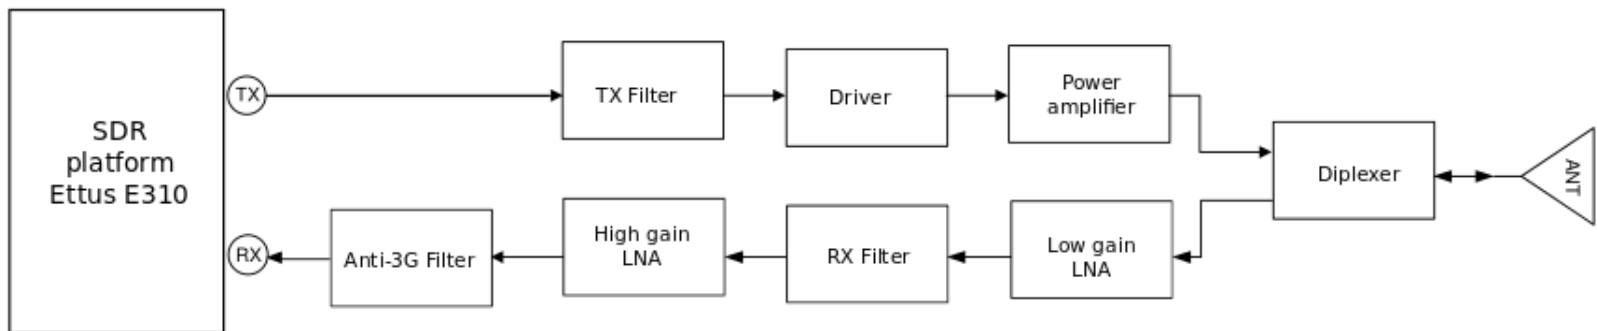 SDR
platform
Ettus E310
TX
TX Filter
Driver
Power
amplifier
Diplexer
ANT
RX
Anti-3G Filter
High gain
LNA
RX Filter
Low gain
LNA